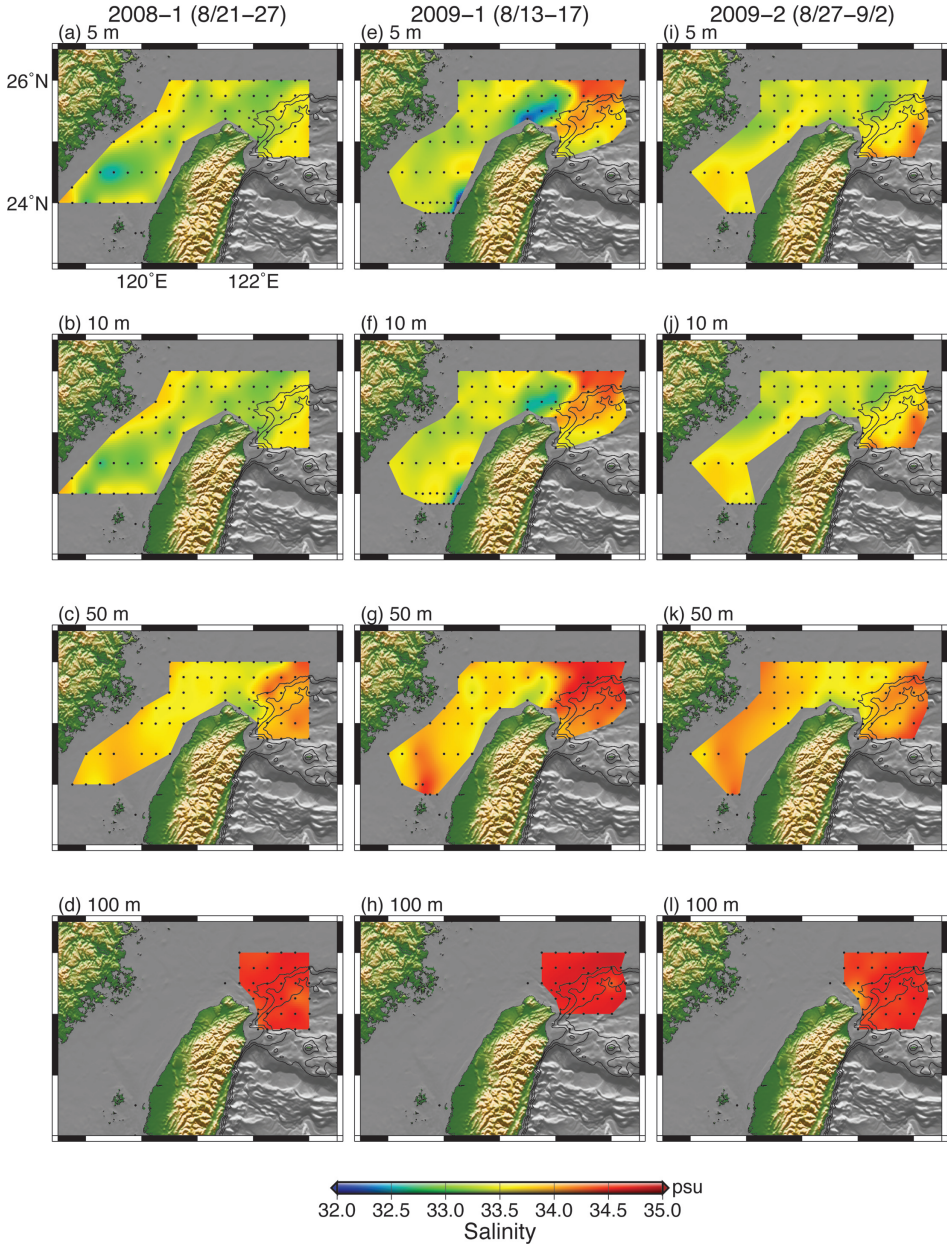 2008−1 (8/21−27) 2009−1 (8/13−17) 2009−2 (8/27−9/2)
(a) 5 m (e) 5 m (i) 5 m
26°N
24°N
120°E 122°E
(b) 10 m (f) 10 m (j) 10 m
(c) 50 m (g) 50 m (k) 50 m
(d) 100 m (h) 100 m (l) 100 m
psu
32.0 32.5 33.0 33.5 34.0 34.5 35.0
Salinity